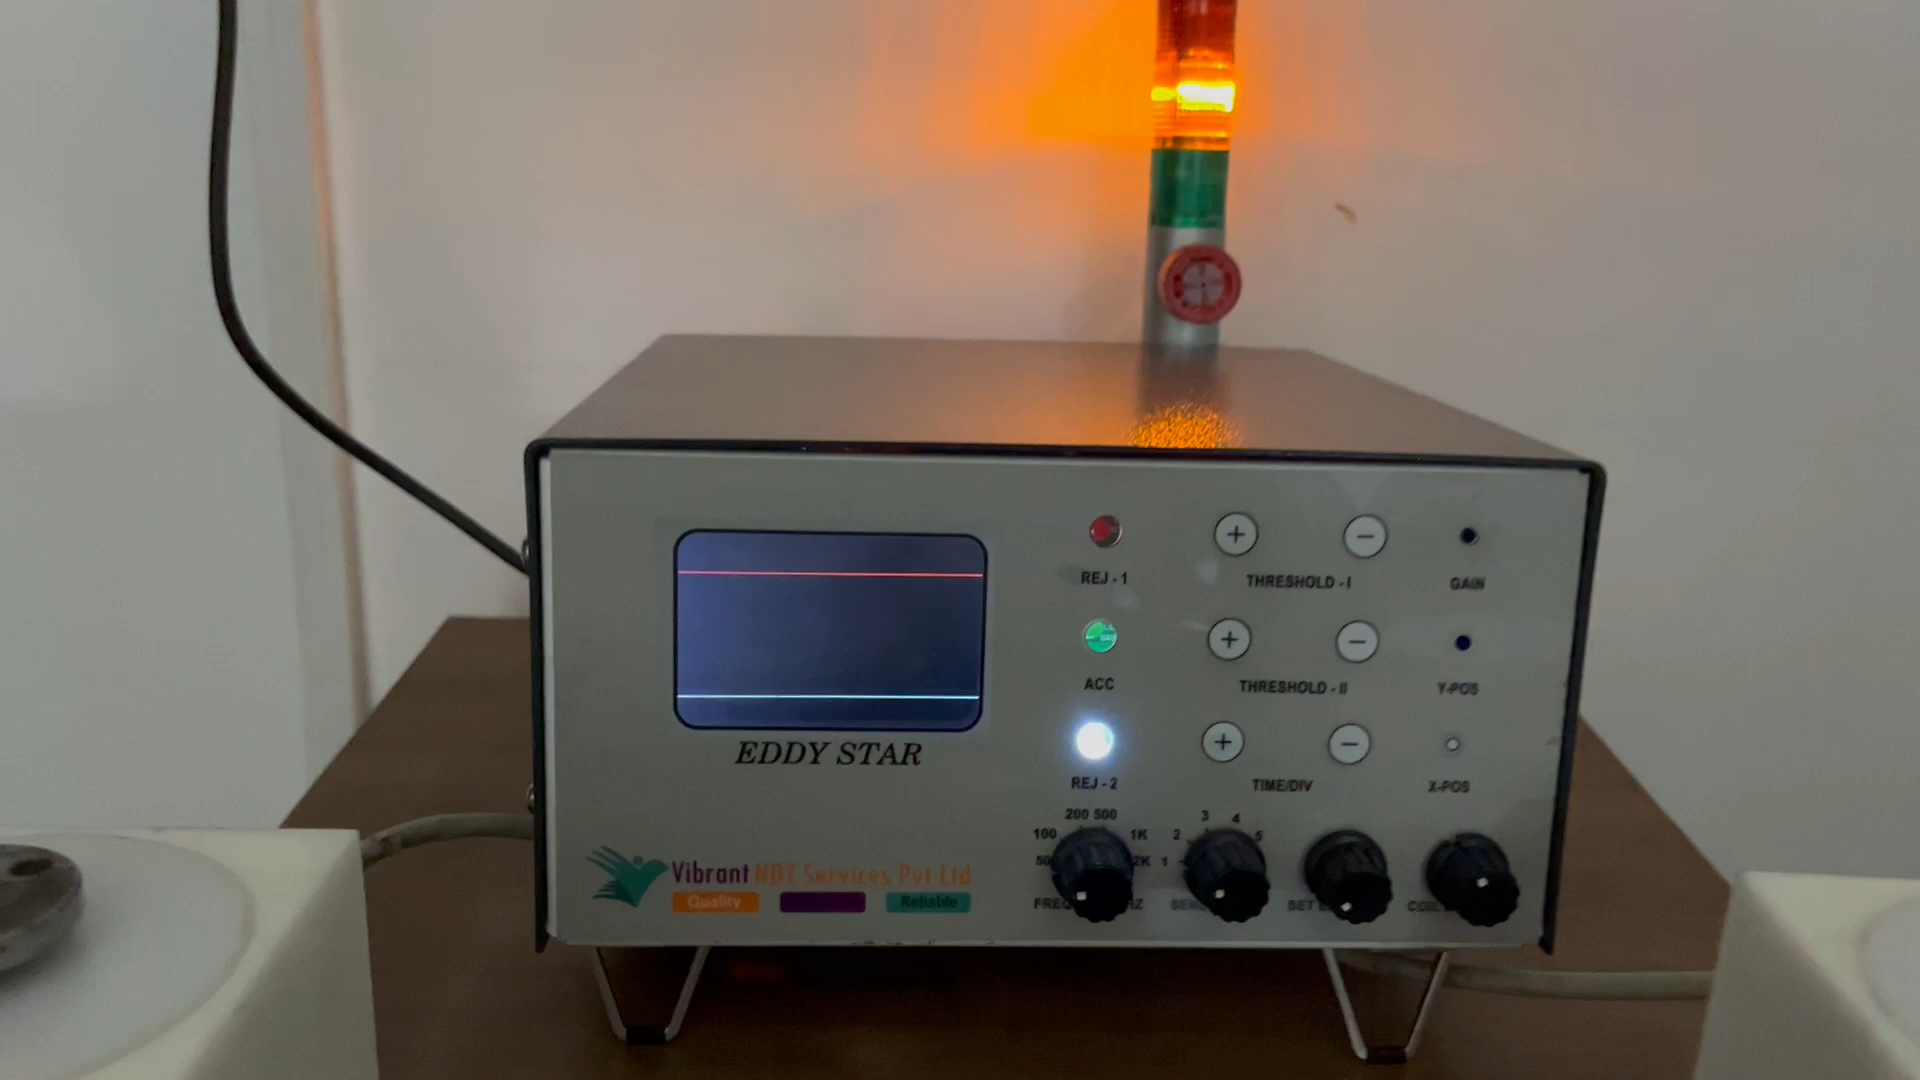 REJ - 1
THRESHOLD - I
GAIN
ACC
THRESHOLD - II
Y-POS
EDDY STAR
REJ - 2
TIME/DIV
X-POS
200 500
3 4
100 1K
2 5
2K
1
Vibrant NDT Services Pvt Ltd
Quality
Reliable